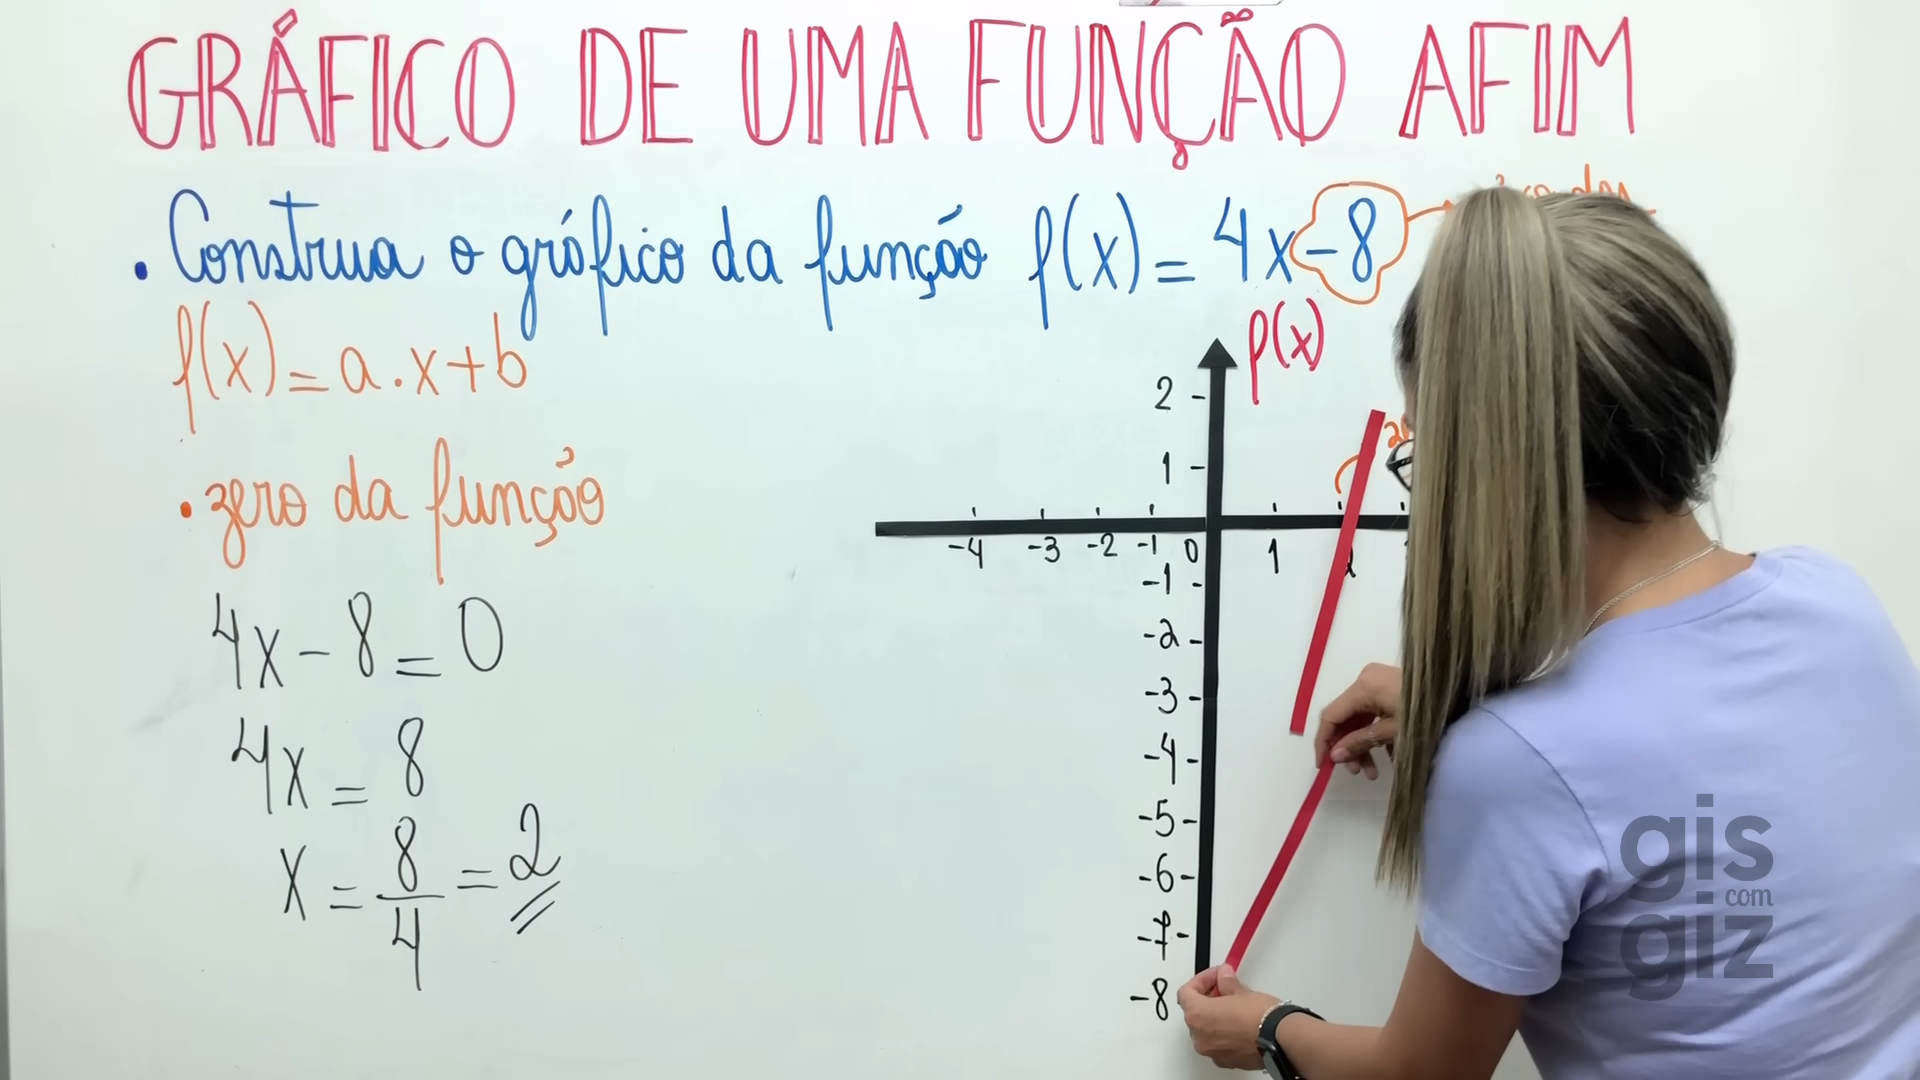 GRÁFICO DE UMA FUNÇÃO AFIM
• Construa o gráfico da função f(x) = 4x - 8
f(x) = a . x + b
• zero da função
4x - 8 = 0
4x = 8
x = 8/4 = 2
f(x)
2
1
-4 -3 -2 -1 0 1 2
-1
-2
-3
-4
-5
-6
-7
-8
gis
com
giz